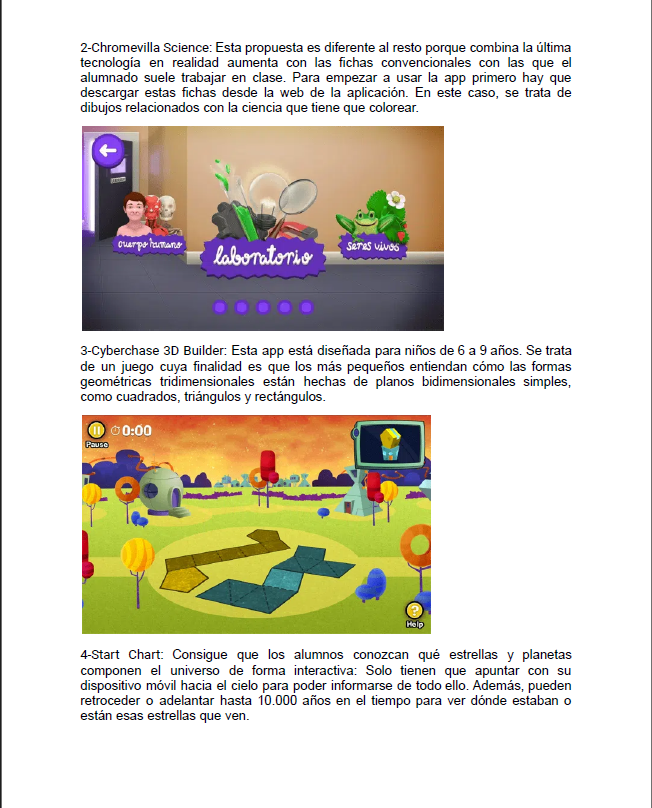 2-Chromevilla Science: Esta propuesta es diferente al resto porque combina la última
tecnología en realidad aumenta con las fichas convencionales con las que el
alumnado suele trabajar en clase. Para empezar a usar la app primero hay que
descargar estas fichas desde la web de la aplicación. En este caso, se trata de
dibujos relacionados con la ciencia que tiene que colorear.
cuerpo humano
laboratorio
seres vivos
3-Cyberchase 3D Builder: Esta app está diseñada para niños de 6 a 9 años. Se trata
de un juego cuya finalidad es que los más pequeños entiendan cómo las formas
geométricas tridimensionales están hechas de planos bidimensionales simples,
como cuadrados, triángulos y rectángulos.
0:00
Pause
?
Help
4-Start Chart: Consigue que los alumnos conozcan qué estrellas y planetas
componen el universo de forma interactiva: Solo tienen que apuntar con su
dispositivo móvil hacia el cielo para poder informarse de todo ello. Además, pueden
retroceder o adelantar hasta 10.000 años en el tiempo para ver dónde estaban o
están esas estrellas que ven.